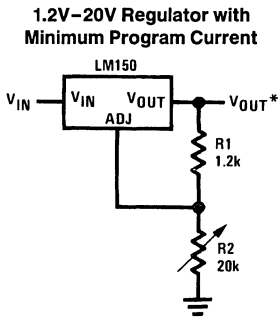 1.2V–20V Regulator with
Minimum Program Current
LM150
VIN
VIN
VOUT
VOUT*
ADJ
R1
1.2k
R2
20k